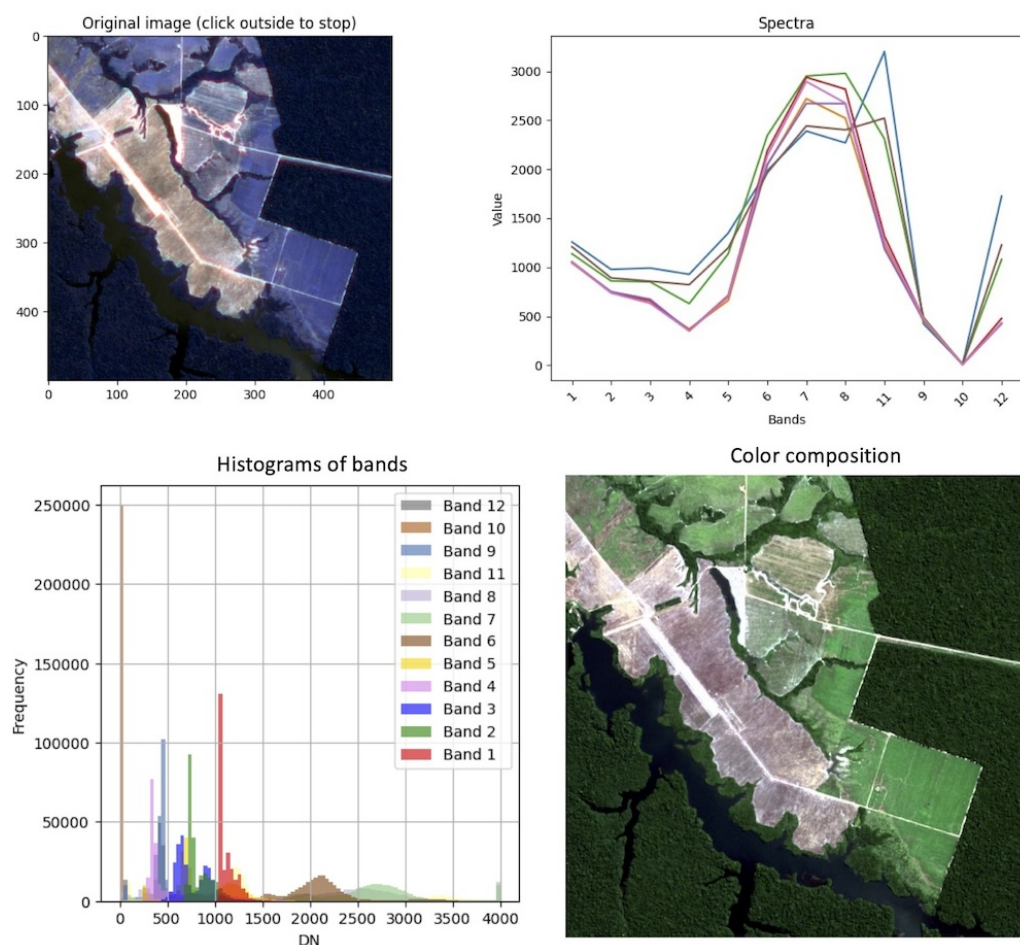 Original image (click outside to stop)
0
100
200
300
400
0 100 200 300 400
Spectra
3000
2500
2000
1500
1000
500
0
Value
1 2 3 4 5 6 7 8 11 9 10 12
Bands
Histograms of bands
250000
200000
150000
100000
50000
0
Frequency
Band 12
Band 10
Band 9
Band 11
Band 8
Band 7
Band 6
Band 5
Band 4
Band 3
Band 2
Band 1
0 500 1000 1500 2000 2500 3000 3500 4000
DN
Color composition